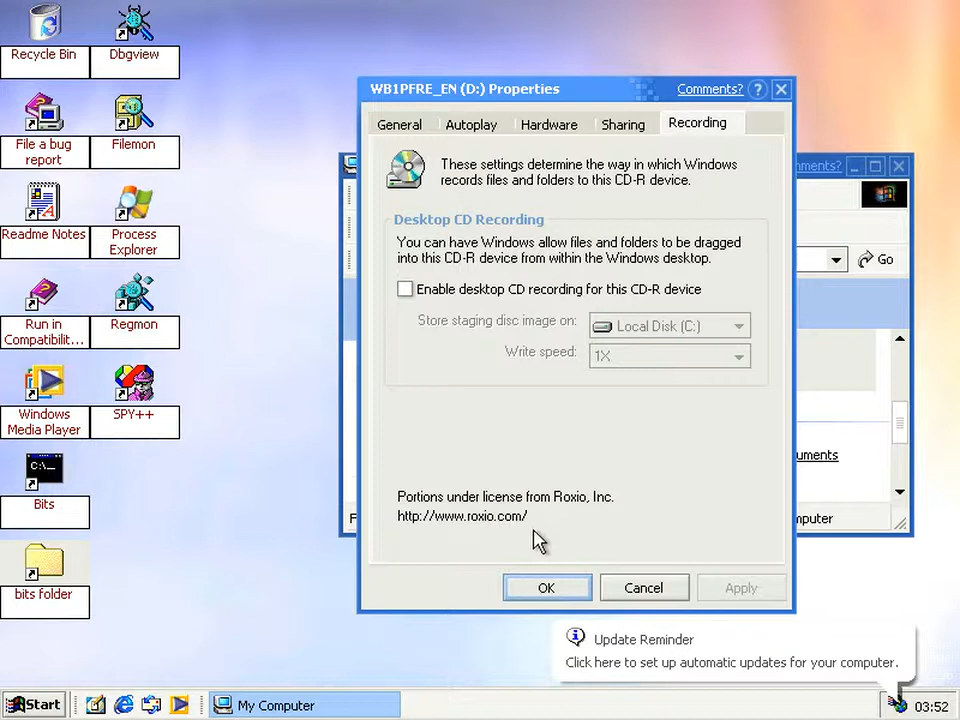 Recycle Bin
Dbgview
File a bug
report
Filemon
Readme Notes
Process
Explorer
Run in
Compatibilit...
Regmon
Windows
Media Player
SPY++
C:\_
Bits
bits folder
WB1PFRE_EN (D:) Properties
Comments?
?
General
Autoplay
Hardware
Sharing
Recording
These settings determine the way in which Windows
records files and folders to this CD-R device.
Desktop CD Recording
You can have Windows allow files and folders to be dragged
into this CD-R device from within the Windows desktop.
Enable desktop CD recording for this CD-R device
Store staging disc image on:
Local Disk (C:)
Write speed:
1X
Portions under license from Roxio, Inc.
http://www.roxio.com/
OK
Cancel
Apply
mments?
Go
uments
F
mputer
Update Reminder
Click here to set up automatic updates for your computer.
Start
My Computer
03:52